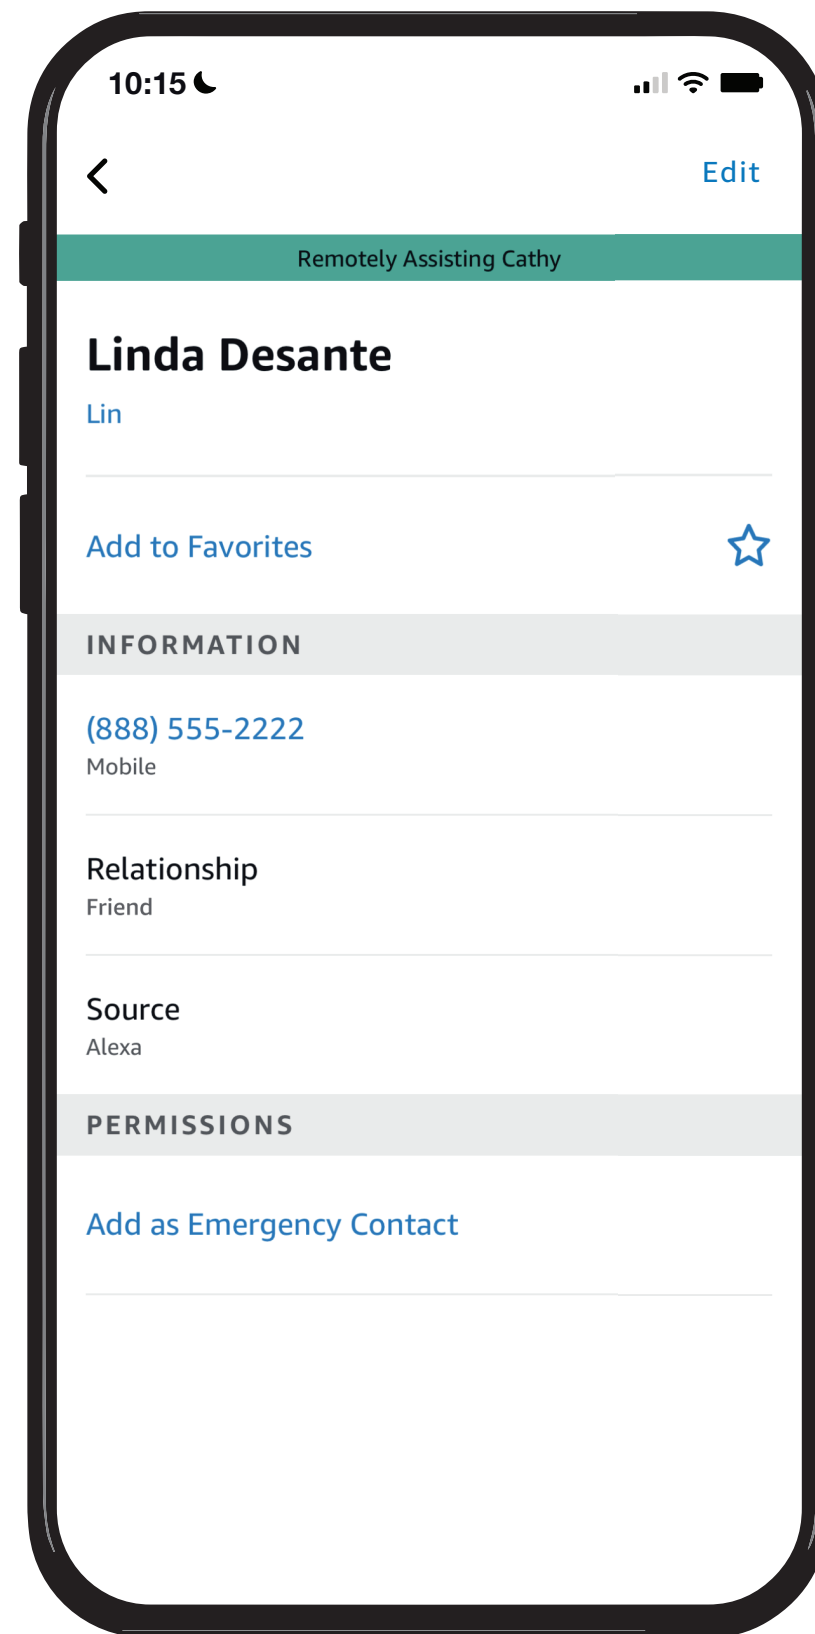 10:15
Edit
Remotely Assisting Cathy
Linda Desante
Lin
Add to Favorites
INFORMATION
(888) 555-2222
Mobile
Relationship
Friend
Source
Alexa
PERMISSIONS
Add as Emergency Contact